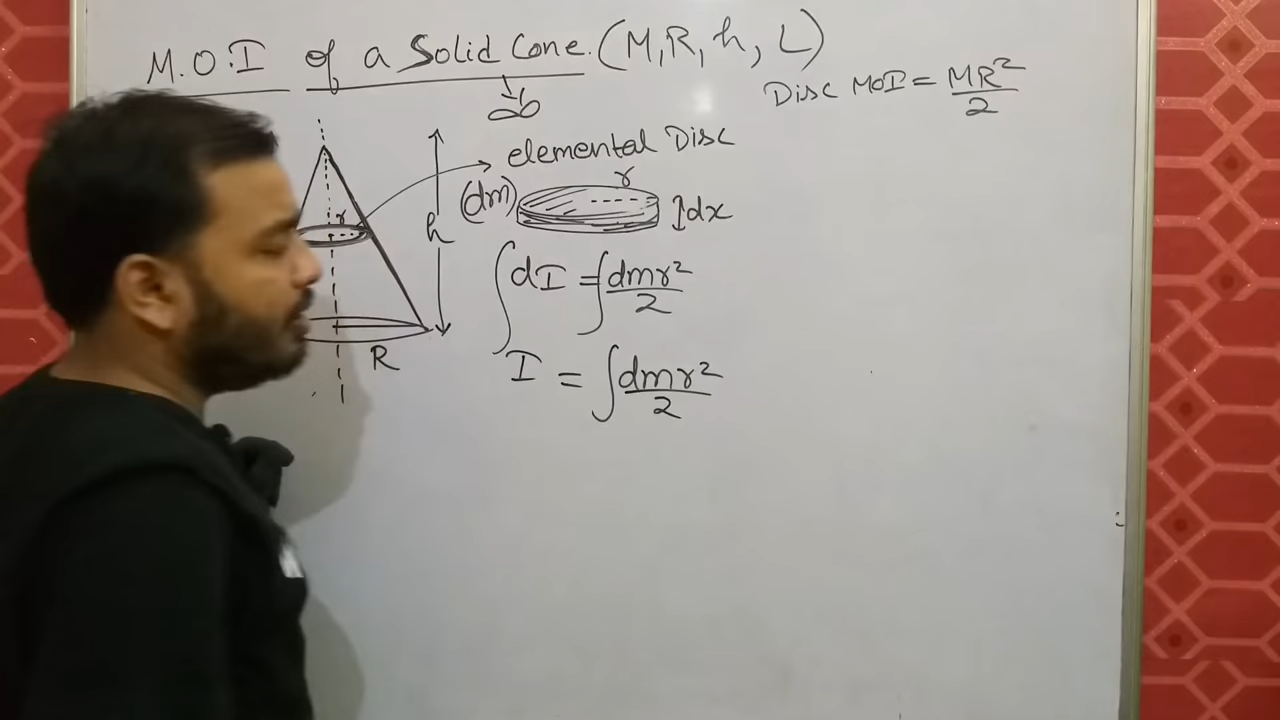 M.O.I of a Solid Cone. (M, R, h, L)
Disc MOI = MR²/2
elemental Disc
r
(dm)
dx
r
h
∫dI = ∫dmr²/2
R
I = ∫dmr²/2